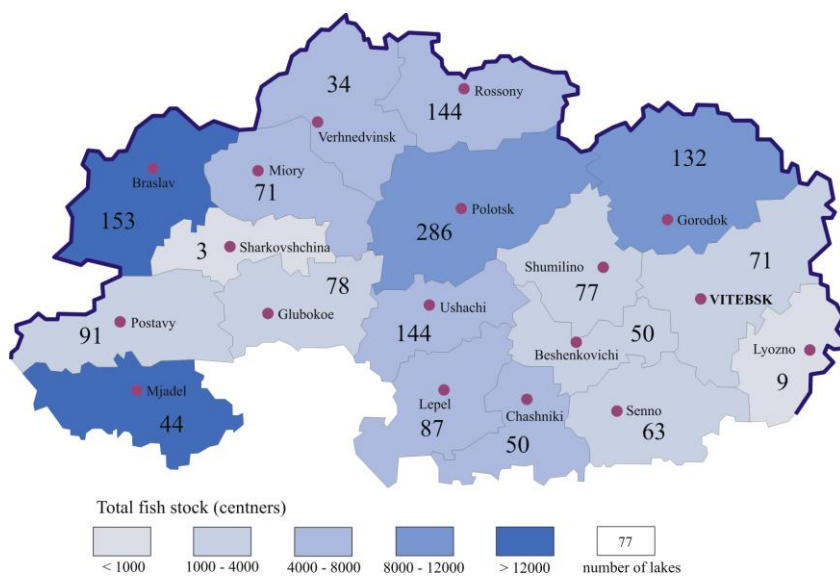 34
Rossony
144
Verhnedvinsk
132
Miory
Braslav
71
Polotsk
153
286
Gorodok
3
Sharkovshchina
71
Shumilino
78
77
Ushachi
VITEBSK
Glubokoe
91
Postavy
144
50
Beshenkovichi
Lyozno
9
Mjadel
44
Lepel
87
Chashniki
50
Senno
63
Total fish stock (centners)
< 1000
1000 - 4000
4000 - 8000
8000 - 12000
> 12000
77
number of lakes